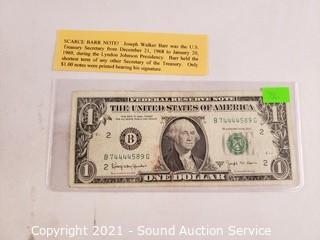 SCARCE BARR NOTE! Joseph Walker Barr was the U.S.
Treasury Secretary from December 21, 1968 to January 20,
1969, during the Lyndon Johnson Presidency. Barr held the
shortest term of any other Secretary of the Treasury. Only
$1.00 notes were printed bearing his signature.
FEDERAL RESERVE NOTE
THE UNITED STATES OF AMERICA
1
1
2
B 74444589 G
2
B
B 74444589 G
2
2
1
ONE DOLLAR
1
Copyright 2021 - Sound Auction Service